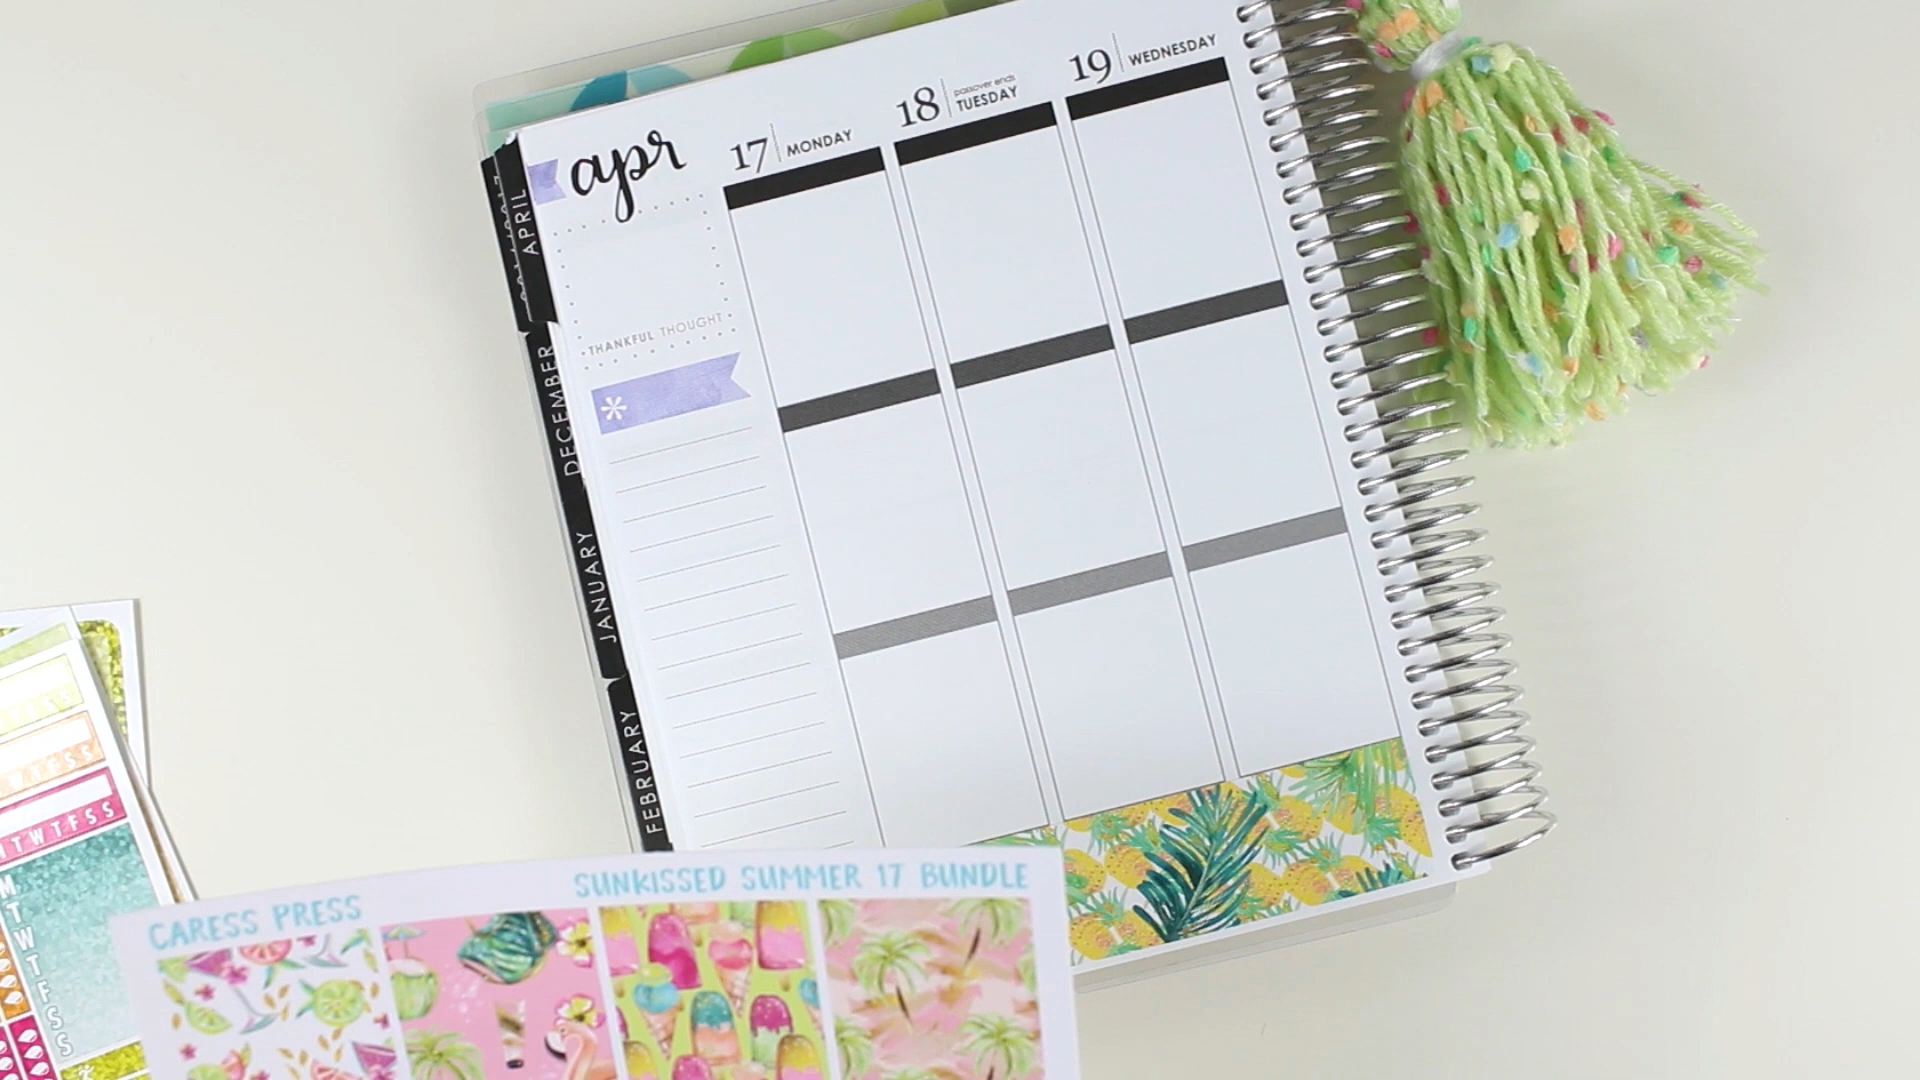 apr
17 MONDAY
18 passover ends TUESDAY
19 WEDNESDAY
THANKFUL THOUGHT
*
APRIL
DECEMBER
JANUARY
FEBRUARY
CARESS PRESS
SUNKISSED SUMMER 17 BUNDLE
W T F S S
T W T F S S
M
T
W
T
F
S
S